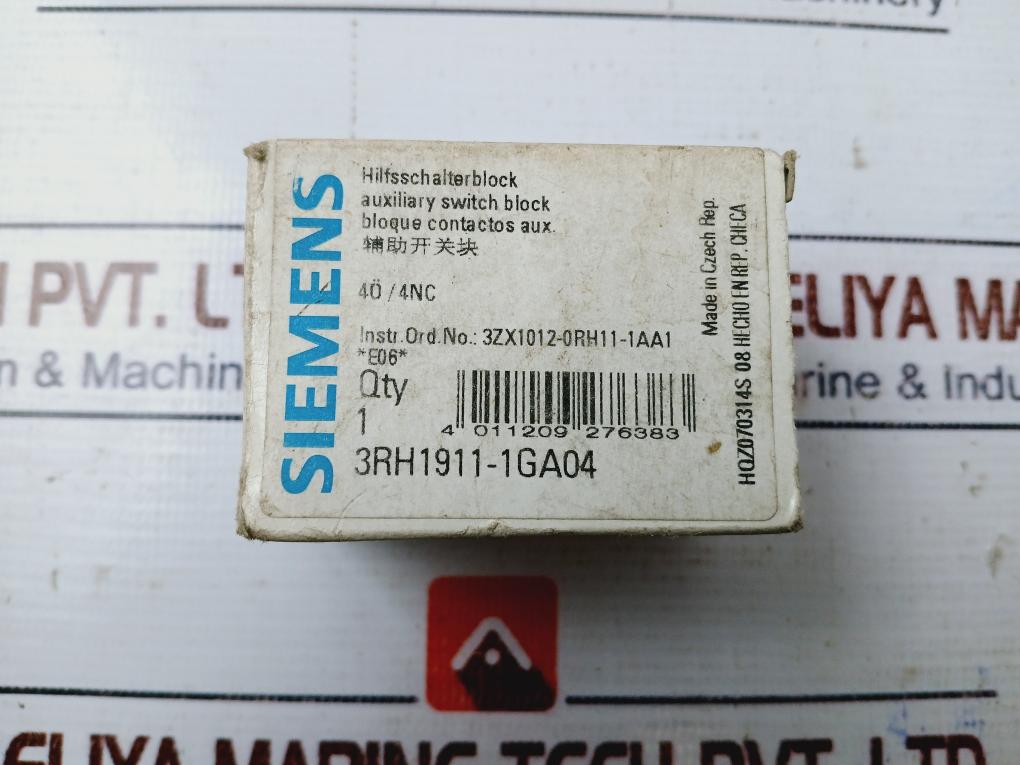 SIEMENS
Hilfsschalterblock
auxiliary switch block
bloque contactos aux.
辅助开关块
4Ö / 4NC
Instr.Ord.No.: 3ZX1012-0RH11-1AA1
*E06*
Qty
1
4 011209 276383
3RH1911-1GA04
Made in Czech Rep.
HQZ070314S 08 HECHO EN REP. CHECA
PVT. L
ELIYA MA
n & Machin
rine & Indu
ELIYA MARINE TECH PVT. LTD